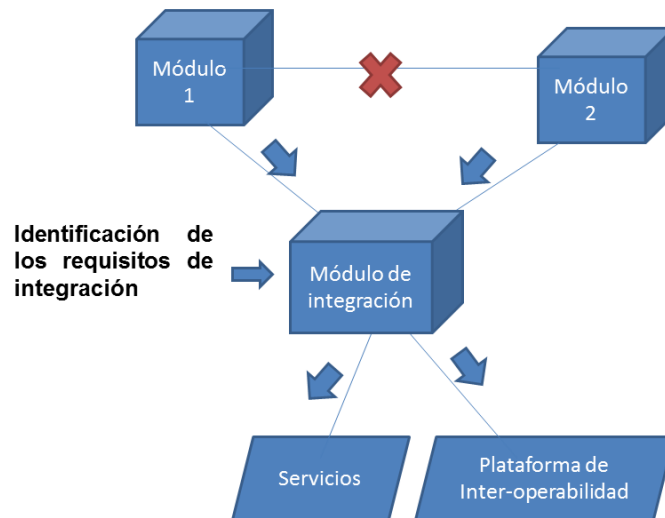 Módulo
1
Módulo
2
Identificación de
los requisitos de
integración
Módulo de
integración
Servicios
Plataforma de
Inter-operabilidad